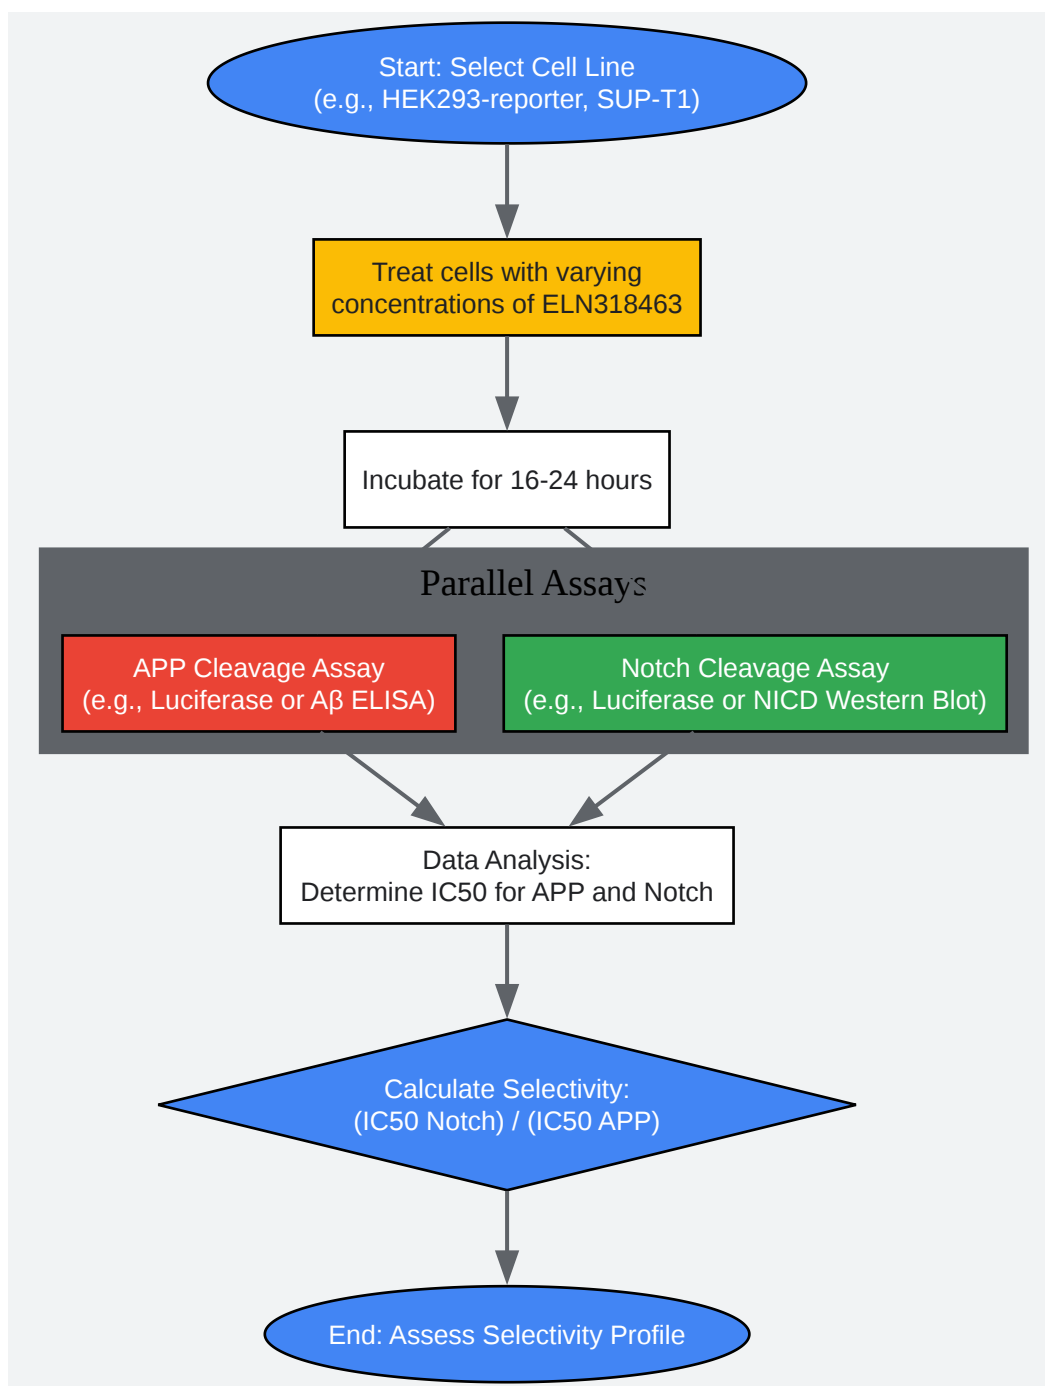 Start: Select Cell Line
(e.g., HEK293-reporter, SUP-T1)
Treat cells with varying
concentrations of ELN318463
Incubate for 16-24 hours
Parallel Assays
APP Cleavage Assay
(e.g., Luciferase or Aβ ELISA)
Notch Cleavage Assay
(e.g., Luciferase or NICD Western Blot)
Data Analysis:
Determine IC50 for APP and Notch
Calculate Selectivity:
(IC50 Notch) / (IC50 APP)
End: Assess Selectivity Profile